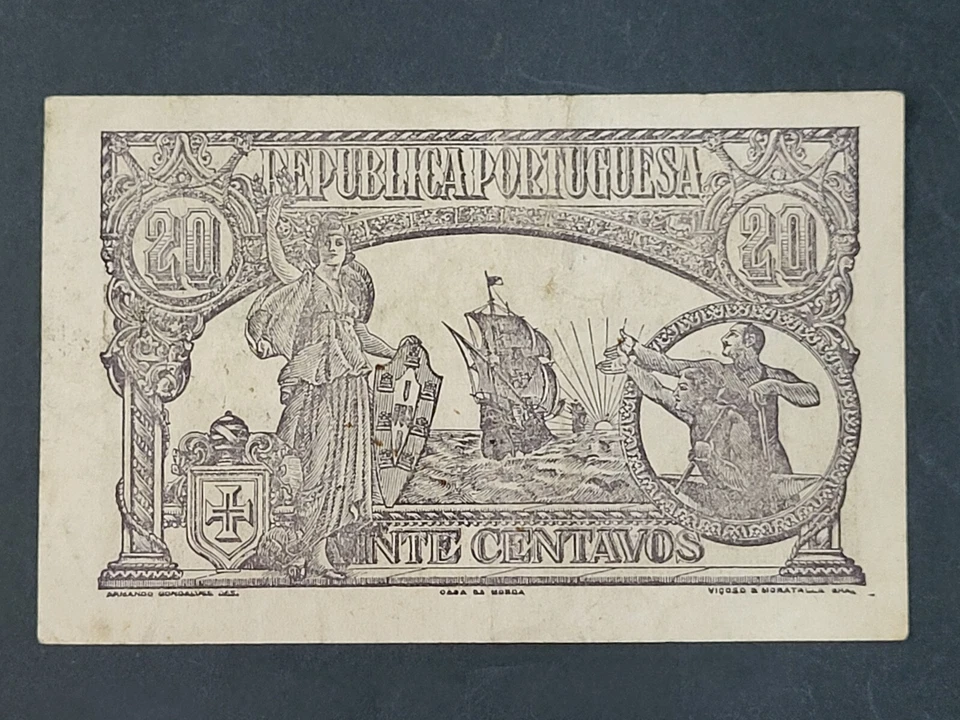 REPUBLICA PORTUGUESA
20 20
INTE CENTAVOS
ARMANDO GONÇALVES DES.
CASA DA MOEDA
VIÇOSO & MORATALLA GRAV.